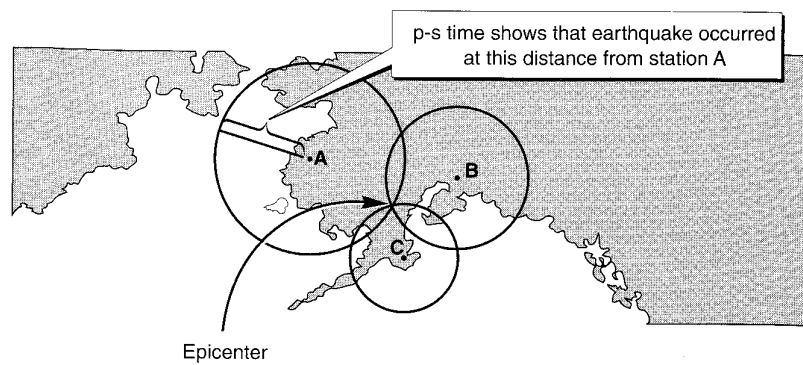 p-s time shows that earthquake occurred
at this distance from station A
A
B
C
Epicenter